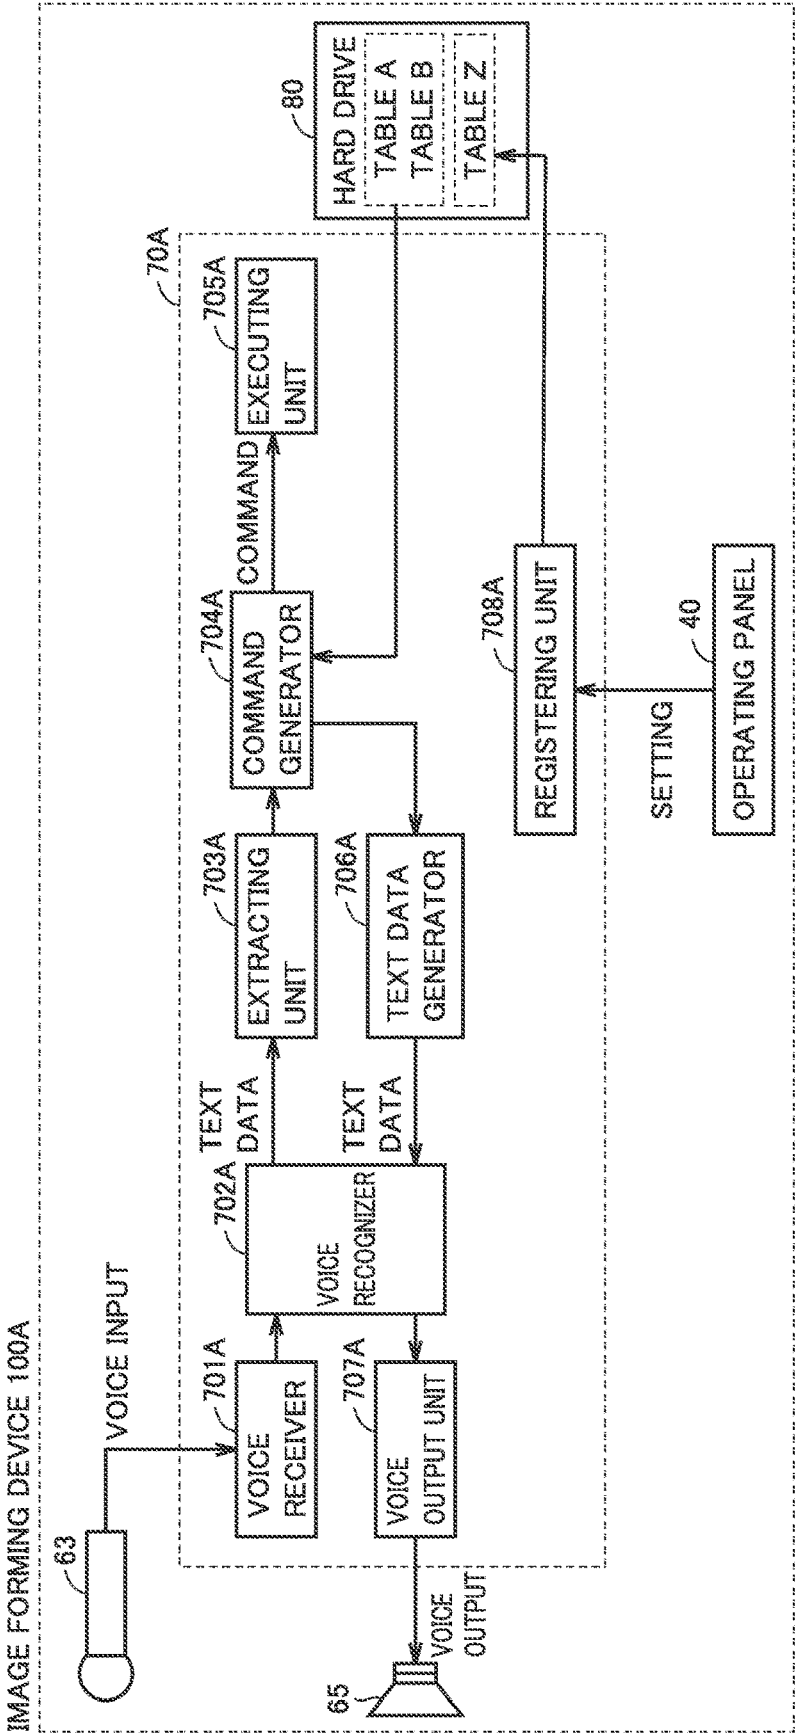 IMAGE FORMING DEVICE 100A
63
VOICE INPUT
70A
80
HARD DRIVE
TABLE A
TABLE B
TABLE Z
701A
VOICE
RECEIVER
702A
VOICE
RECOGNIZER
TEXT
DATA
703A
EXTRACTING
UNIT
704A
COMMAND
GENERATOR
COMMAND
705A
EXECUTING
UNIT
65
VOICE
OUTPUT
707A
VOICE
OUTPUT UNIT
TEXT
DATA
706A
TEXT DATA
GENERATOR
708A
REGISTERING UNIT
SETTING
40
OPERATING PANEL